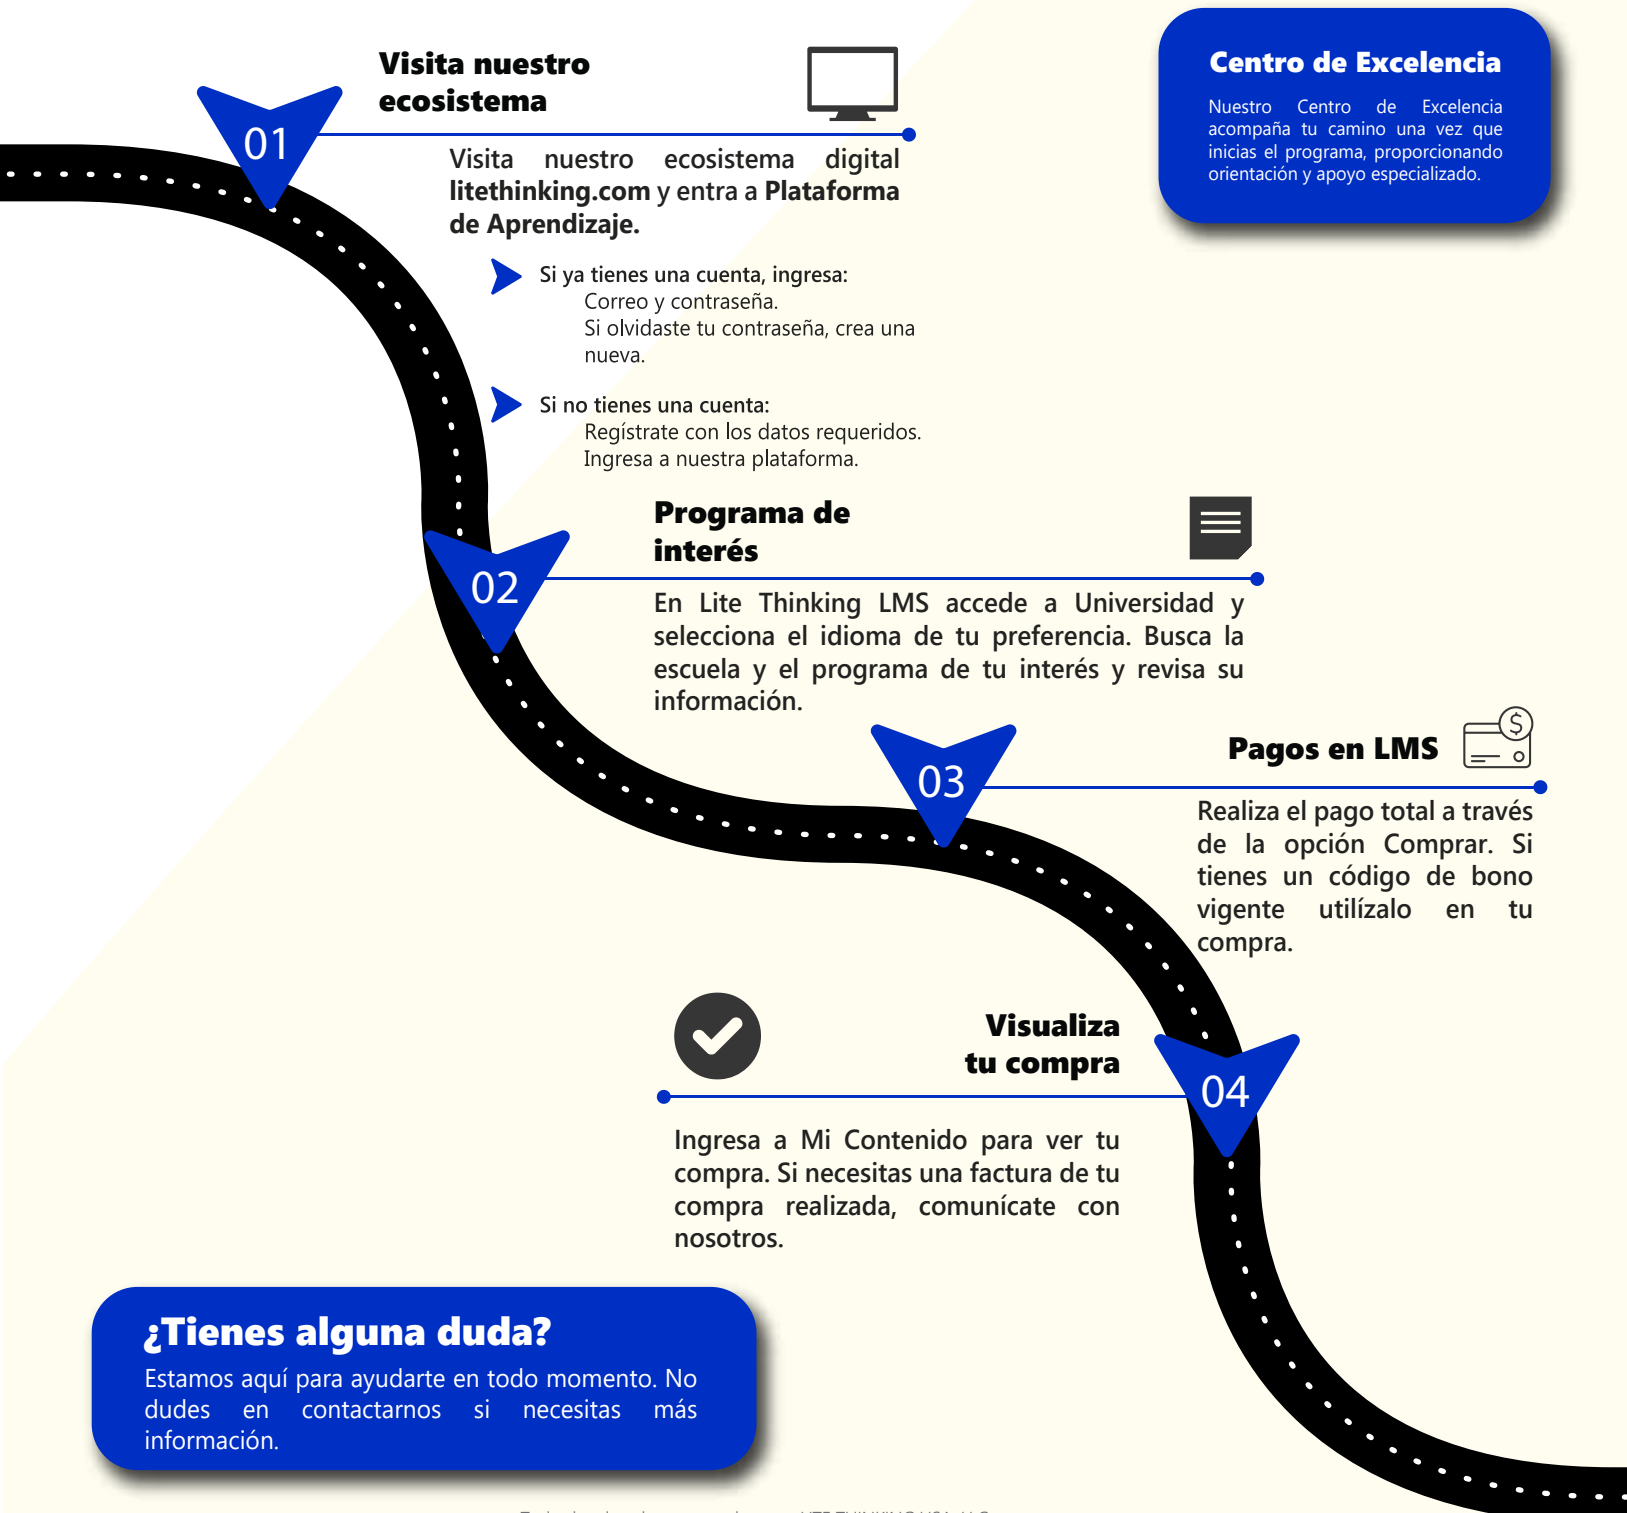 Visita nuestro
ecosistema
01
Visita nuestro ecosistema digital
litethinking.com y entra a Plataforma
de Aprendizaje.
Si ya tienes una cuenta, ingresa:
Correo y contraseña.
Si olvidaste tu contraseña, crea una
nueva.
Si no tienes una cuenta:
Regístrate con los datos requeridos.
Ingresa a nuestra plataforma.
Centro de Excelencia
Nuestro Centro de Excelencia
acompaña tu camino una vez que
inicias el programa, proporcionando
orientación y apoyo especializado.
Programa de
interés
02
En Lite Thinking LMS accede a Universidad y
selecciona el idioma de tu preferencia. Busca la
escuela y el programa de tu interés y revisa su
información.
03
Pagos en LMS
$
Realiza el pago total a través
de la opción Comprar. Si
tienes un código de bono
vigente utilízalo en tu
compra.
Visualiza
tu compra
04
Ingresa a Mi Contenido para ver tu
compra. Si necesitas una factura de tu
compra realizada, comunícate con
nosotros.
¿Tienes alguna duda?
Estamos aquí para ayudarte en todo momento. No
dudes en contactarnos si necesitas más
información.